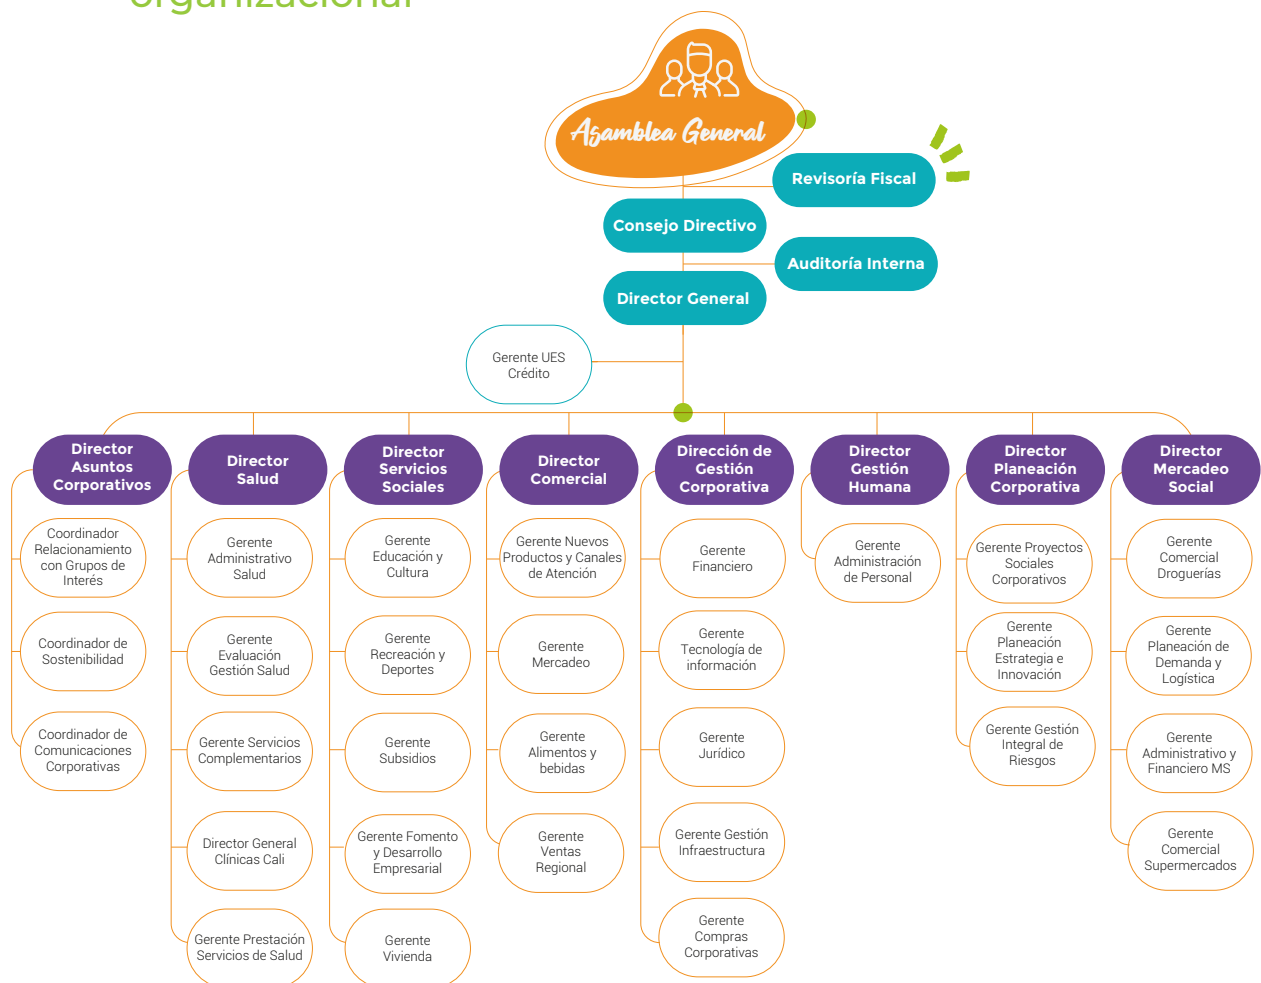 organizacional
Asamblea General
Revisoría Fiscal
Consejo Directivo
Auditoría Interna
Director General
Gerente UES
Crédito
Director
Asuntos
Corporativos
Director
Salud
Director
Servicios
Sociales
Director
Comercial
Dirección de
Gestión
Corporativa
Director
Gestión
Humana
Director
Planeación
Corporativa
Director
Mercadeo
Social
Coordinador
Relacionamiento
con Grupos de
Interés
Coordinador de
Sostenibilidad
Coordinador de
Comunicaciones
Corporativas
Gerente
Administrativo
Salud
Gerente
Evaluación
Gestión Salud
Gerente Servicios
Complementarios
Director General
Clínicas Cali
Gerente Prestación
Servicios de Salud
Gerente
Educación y
Cultura
Gerente
Recreación y
Deportes
Gerente
Subsidios
Gerente Fomento
y Desarrollo
Empresarial
Gerente
Vivienda
Gerente Nuevos
Productos y Canales
de Atención
Gerente
Mercadeo
Gerente
Alimentos y
bebidas
Gerente
Ventas
Regional
Gerente
Financiero
Gerente
Tecnología de
información
Gerente
Jurídico
Gerente Gestión
Infraestructura
Gerente
Compras
Corporativas
Gerente
Administración
de Personal
Gerente Proyectos
Sociales
Corporativos
Gerente
Planeación
Estrategia e
Innovación
Gerente Gestión
Integral de
Riesgos
Gerente
Comercial
Droguerías
Gerente
Planeación de
Demanda y
Logística
Gerente
Administrativo y
Financiero MS
Gerente
Comercial
Supermercados